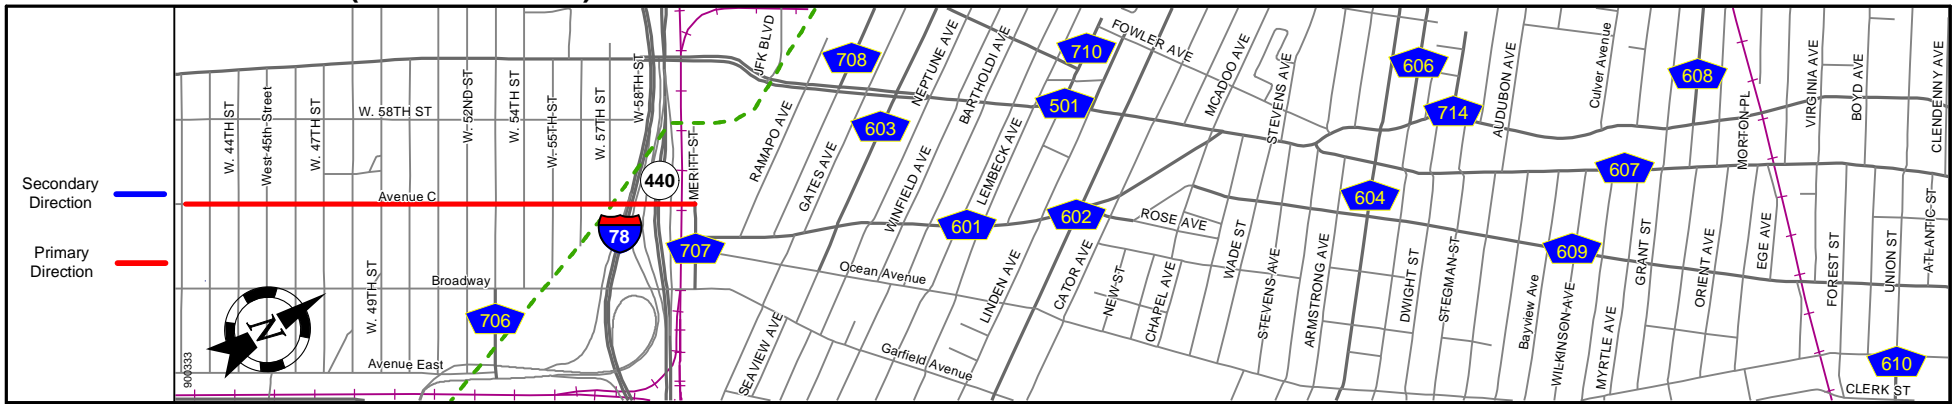 Secondary
Direction
Primary
Direction
900333
W. 44TH ST
West 45th Street
W. 47TH ST
W. 49TH ST
W. 52ND ST
W. 54TH ST
W. 55TH ST
W. 57TH ST
W 58TH ST
W. 58TH ST
Avenue C
Broadway
Avenue East
N
706
78
440
707
MERITT ST
JFK BLVD
RAMAPO AVE
GATES AVE
708
603
NEPTUNE AVE
WINFIELD AVE
BARTHOLDI AVE
LEMBECK AVE
601
Ocean Avenue
Garfield Avenue
SEAVIEW AVE
LINDEN AVE
CATOR AVE
710
501
602
FOWLER AVE
MCADOO AVE
STEVENS AVE
ROSE AVE
NEW ST
CHAPEL AVE
WADE ST
STEVENS AVE
ARMSTRONG AVE
606
714
604
DWIGHT ST
STEGMAN ST
AUDUBON AVE
Culver Avenue
607
609
Bayview Ave
WILKINSON AVE
MYRTLE AVE
GRANT ST
ORIENT AVE
608
MORTON PL
EGE AVE
VIRGINIA AVE
BOYD AVE
CLENDENNY AVE
FOREST ST
UNION ST
ATLANTIC ST
610
CLERK ST